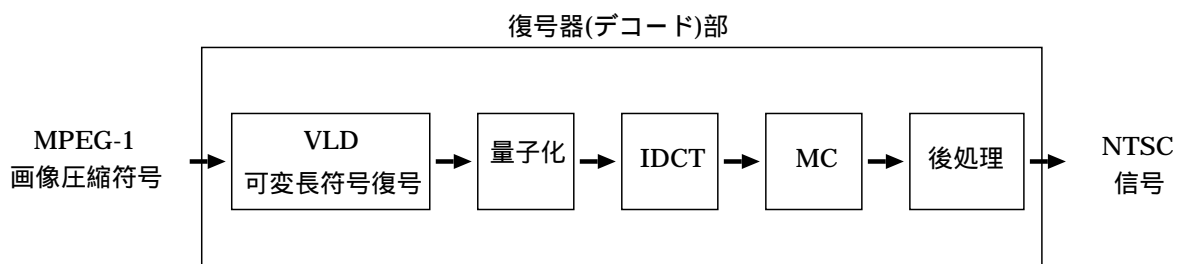 復号器(デコード)部
MPEG-1
画像圧縮符号
VLD
可変長符号復号
量子化
IDCT
MC
後処理
NTSC
信号